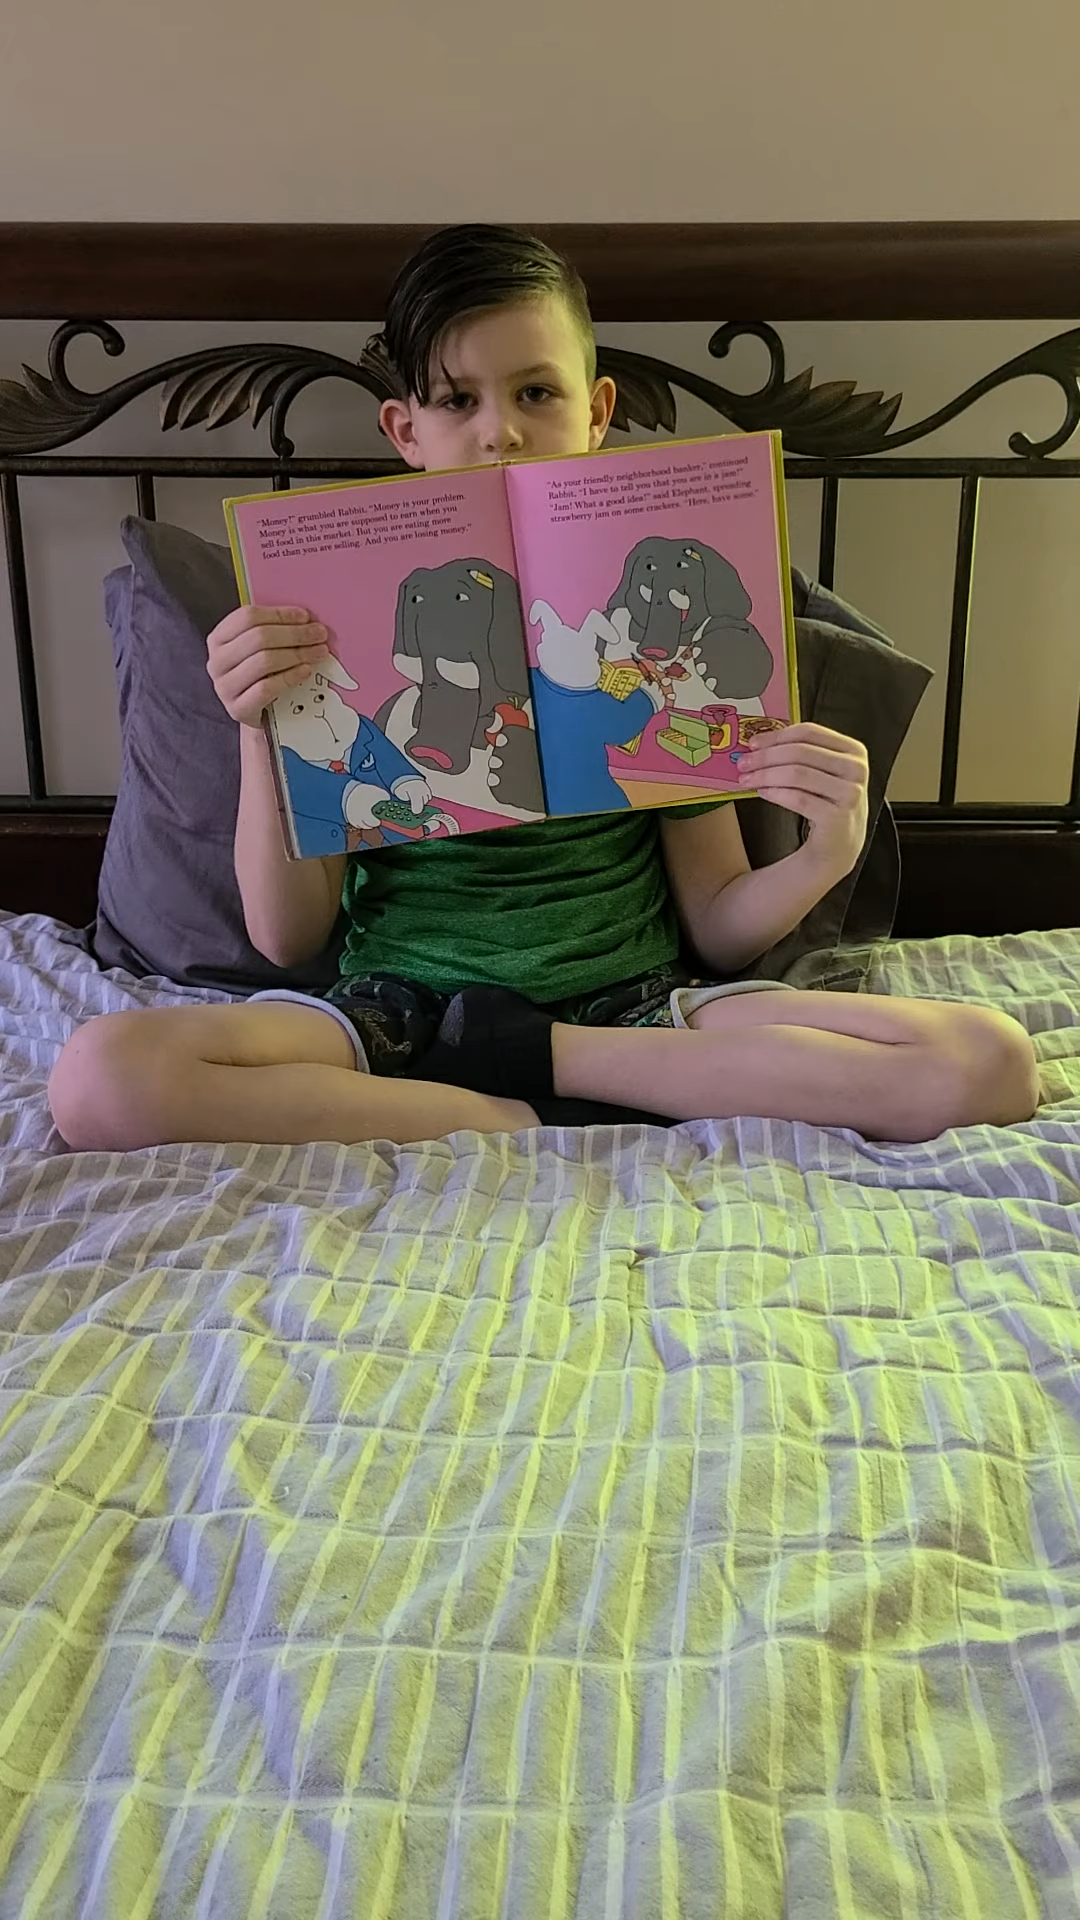 "Money!" grumbled Rabbit. "Money is your problem.
Money is what you are supposed to earn when you
sell food in this market. But you are eating more
food than you are selling. And you are losing money."
"As your friendly neighborhood banker," continued
Rabbit, "I have to tell you that you are in a jam!"
"Jam! What a good idea!" said Elephant, spreading
strawberry jam on some crackers. "Here, have some."